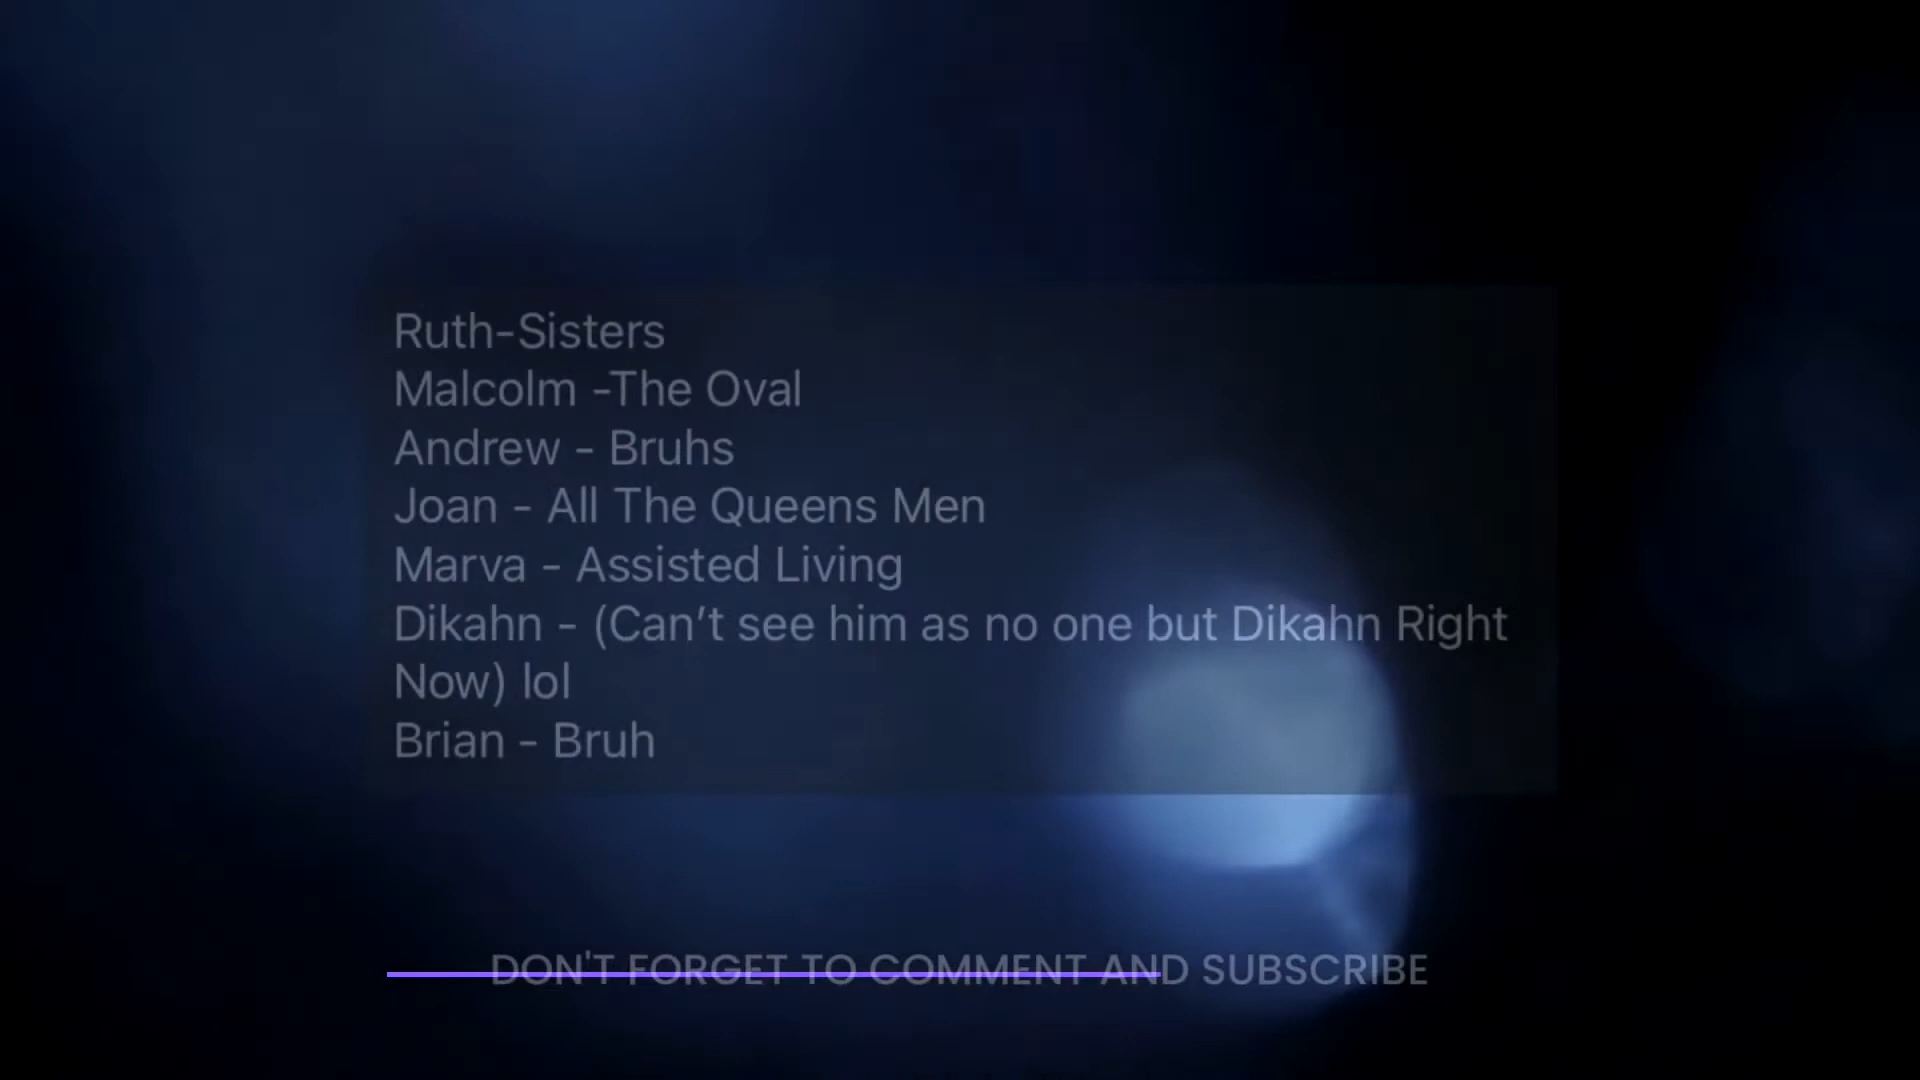 Ruth-Sisters
Malcolm -The Oval
Andrew - Bruhs
Joan - All The Queens Men
Marva - Assisted Living
Dikahn - (Can’t see him as no one but Dikahn Right
Now) lol
Brian - Bruh
DON'T FORGET TO COMMENT AND SUBSCRIBE